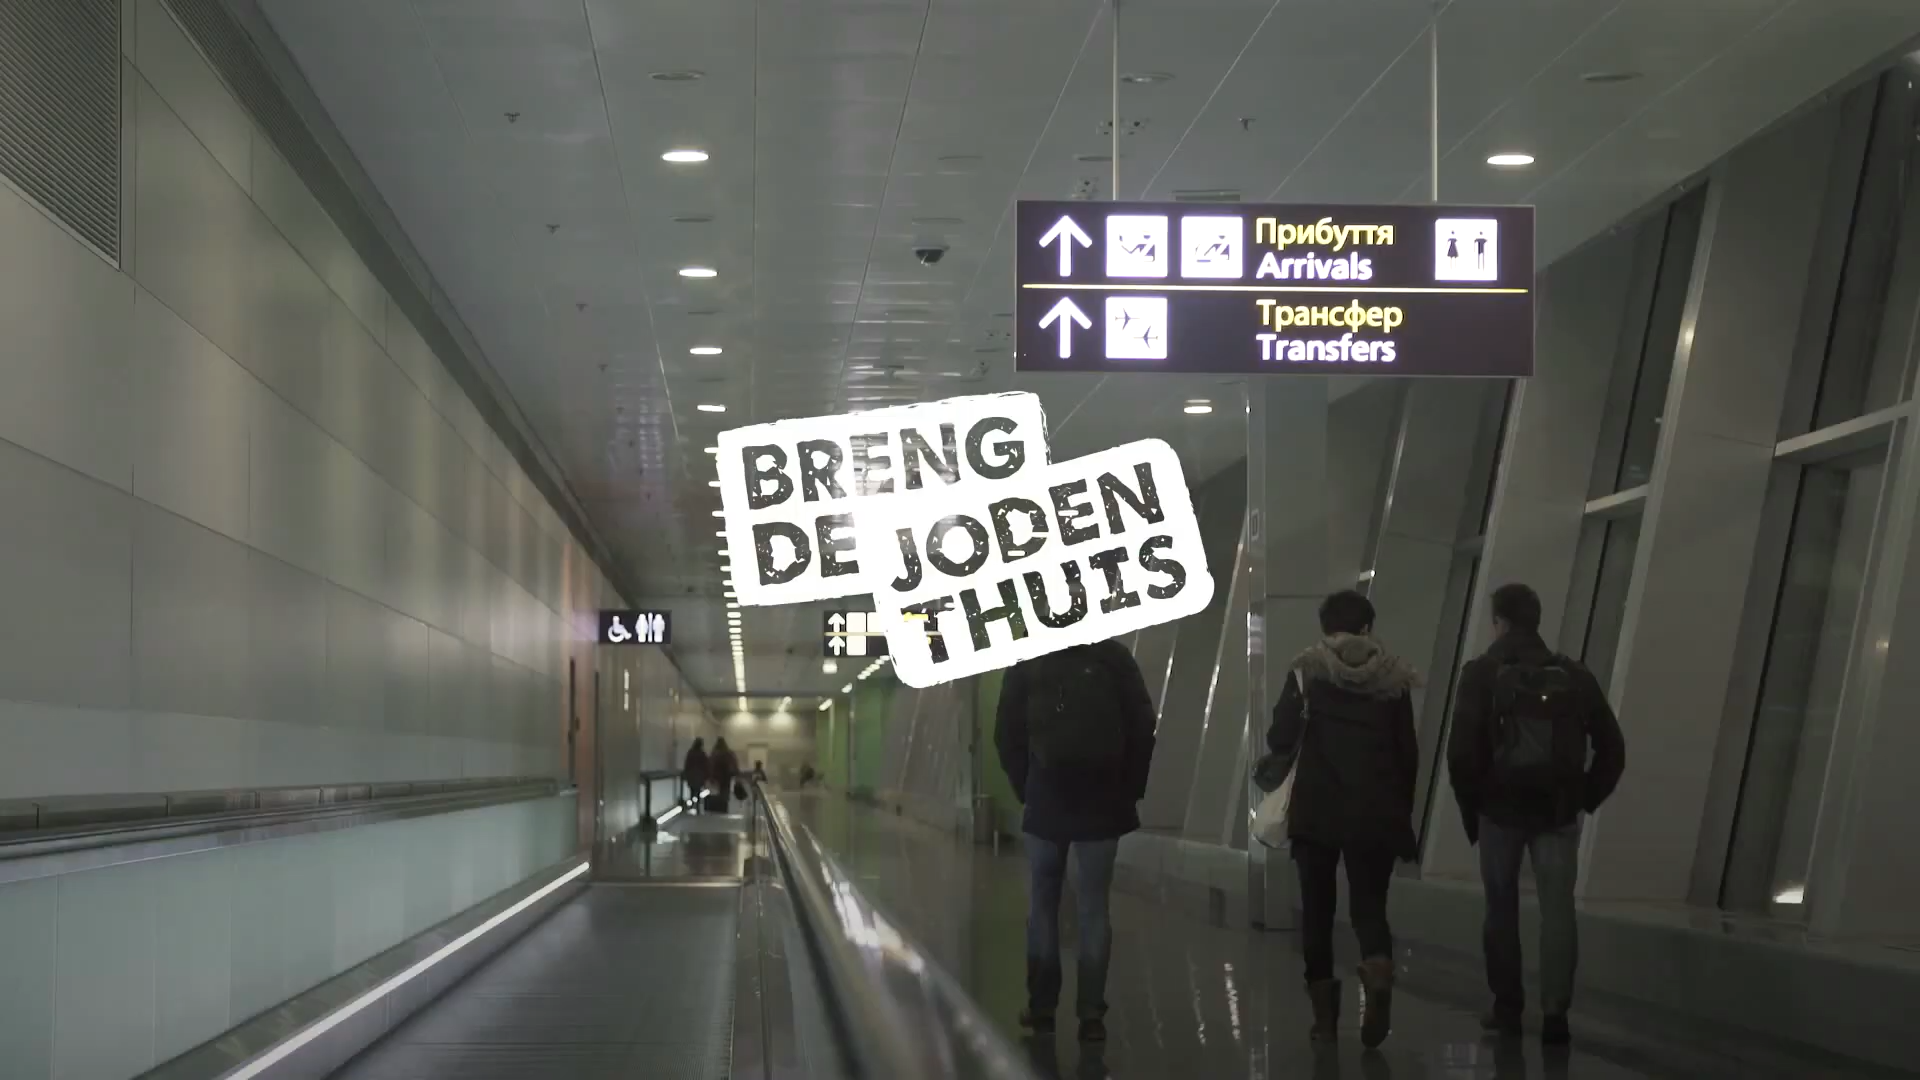 Прибуття
Arrivals
Трансфер
Transfers
BRENG
DE JODEN
THUIS